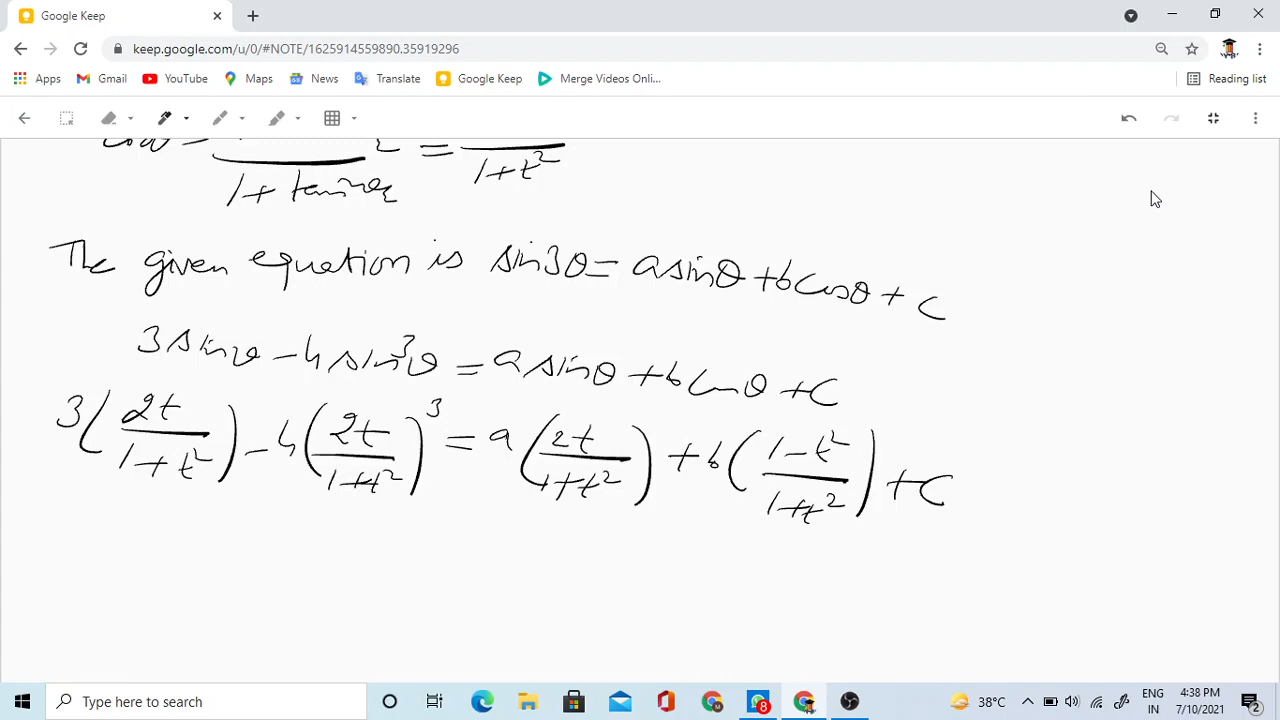 Google Keep
keep.google.com/u/0/#NOTE/1625914559890.35919296
Apps Gmail YouTube Maps News Translate Google Keep Merge Videos Onli... Reading list
= 
1 + t²
The given equation is sin3θ = a sinθ + b cosθ + c
3 sinθ - 4 sin³θ = a sinθ + b cosθ + c
3(2t/1+t²) - 4(2t/1+t²)³ = a(2t/1+t²) + b(1-t²/1+t²) + c
Type here to search 8 38°C ENG 4:38 PM
IN 7/10/2021 2